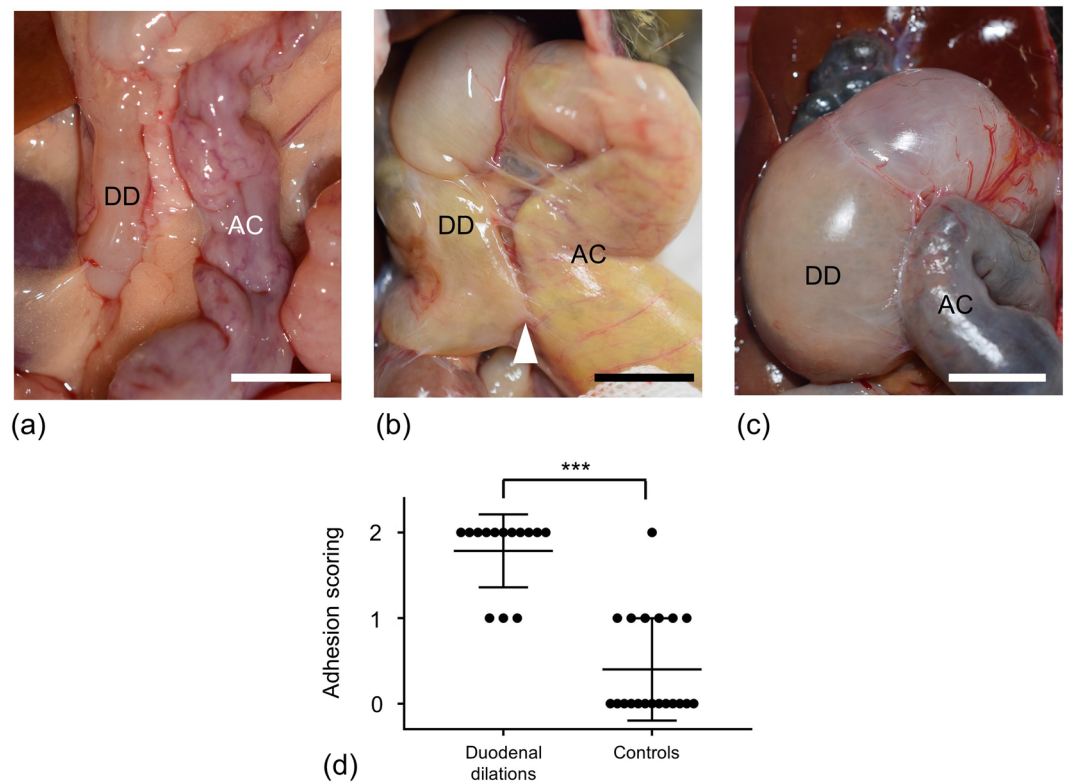 DD
AC
(a)
DD
AC
(b)
DD
AC
(c)
***
Adhesion scoring
2
1
0
Duodenal
dilations
Controls
(d)